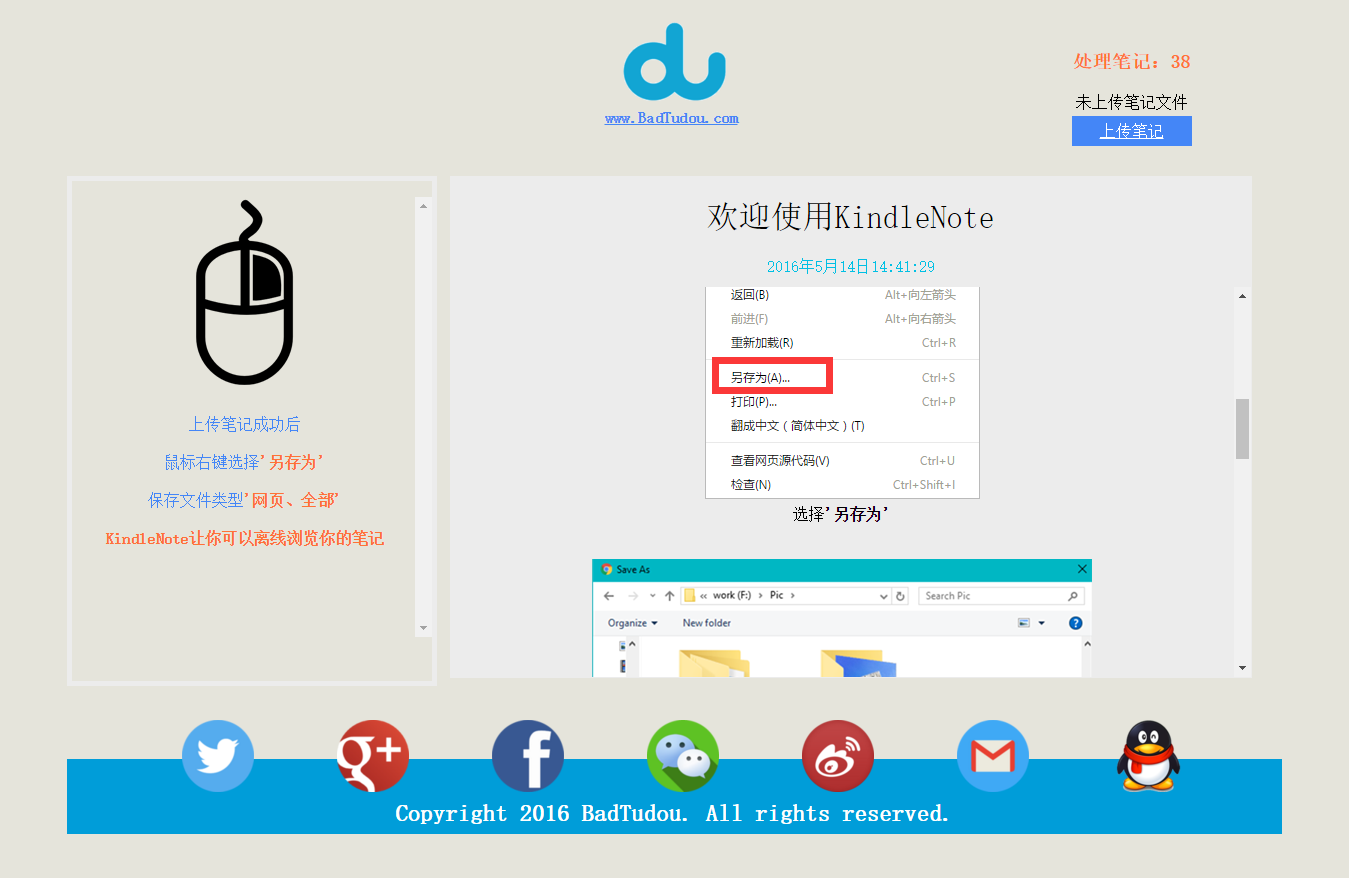 www.BadTudou.com
处理笔记：38
未上传笔记文件
上传笔记
上传笔记成功后
鼠标右键选择'另存为'
保存文件类型'网页、全部'
KindleNote让你可以离线浏览你的笔记
欢迎使用KindleNote
2016年5月14日14:41:29
返回(B) Alt+向左箭头
前进(F) Alt+向右箭头
重新加载(R) Ctrl+R
另存为(A)... Ctrl+S
打印(P)... Ctrl+P
翻成中文（简体中文）(T)
查看网页源代码(V) Ctrl+U
检查(N) Ctrl+Shift+I
选择'另存为'
Save As
« work (F:) > Pic > Search Pic
Organize New folder
Copyright 2016 BadTudou. All rights reserved.